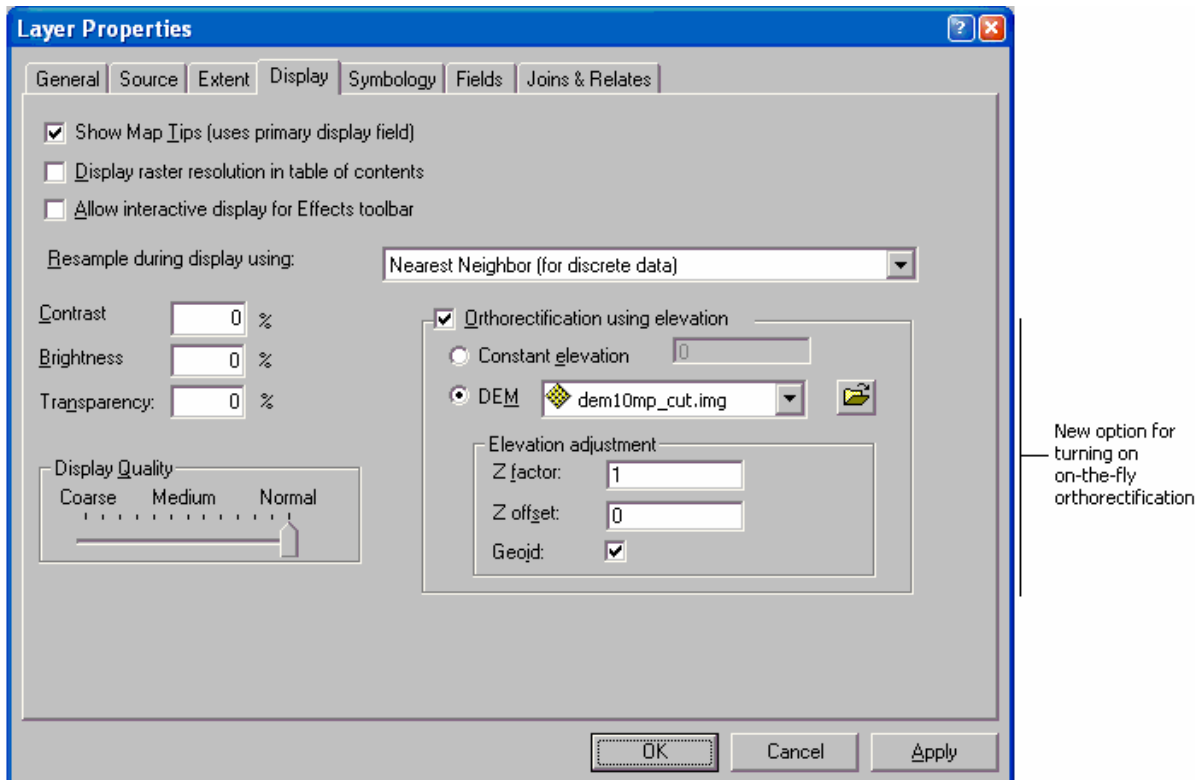 Layer Properties
General Source Extent Display Symbology Fields Joins & Relates
Show Map Tips (uses primary display field)
Display raster resolution in table of contents
Allow interactive display for Effects toolbar
Resample during display using: Nearest Neighbor (for discrete data)
Contrast 0 %
Brightness 0 %
Transparency: 0 %
Display Quality
Coarse Medium Normal
Orthorectification using elevation
Constant elevation 0
DEM dem10mp_cut.img
Elevation adjustment
Z factor: 1
Z offset: 0
Geoid:
OK Cancel Apply
New option for
turning on
on-the-fly
orthorectification